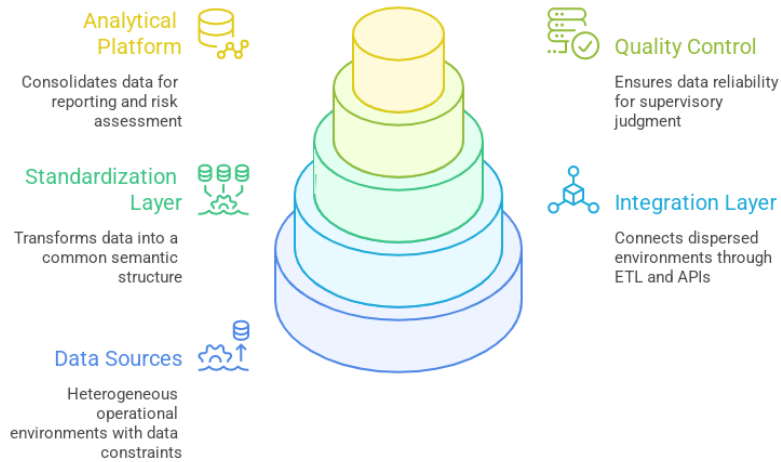 Analytical
Platform
Consolidates data for
reporting and risk
assessment
Quality Control
Ensures data reliability
for supervisory
judgment
Standardization
Layer
Transforms data into a
common semantic
structure
Integration Layer
Connects dispersed
environments through
ETL and APIs
Data Sources
Heterogeneous
operational
environments with data
constraints